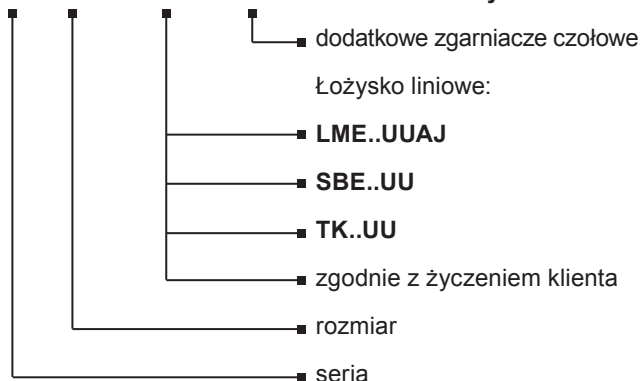 dodatkowe zgarniacze czołowe
Łożysko liniowe:
LME..UUAJ
SBE..UU
TK..UU
zgodnie z życzeniem klienta
rozmiar
seria